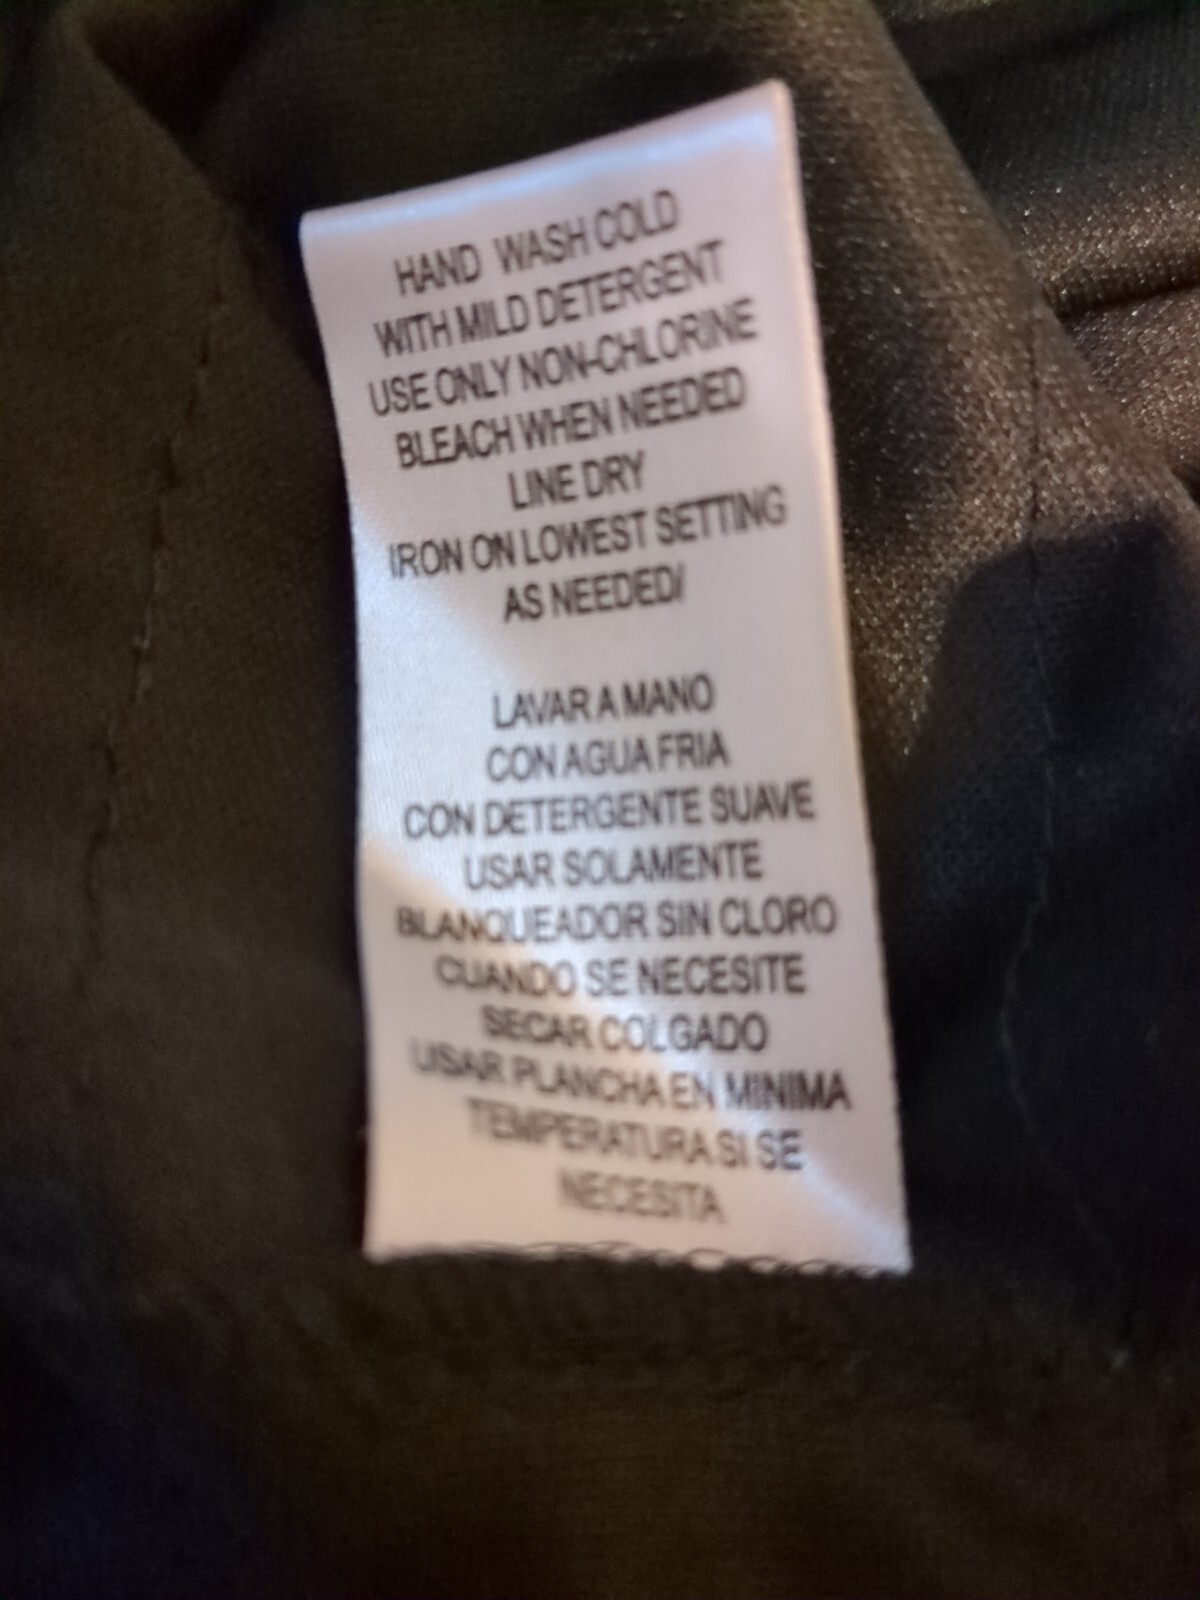 HAND WASH COLD
WITH MILD DETERGENT
USE ONLY NON-CHLORINE
BLEACH WHEN NEEDED
LINE DRY
IRON ON LOWEST SETTING
AS NEEDED/
LAVAR A MANO
CON AGUA FRIA
CON DETERGENTE SUAVE
USAR SOLAMENTE
BLANQUEADOR SIN CLORO
CUANDO SE NECESITE
SECAR COLGADO
USAR PLANCHA EN MINIMA
TEMPERATURA SI SE
NECESITA